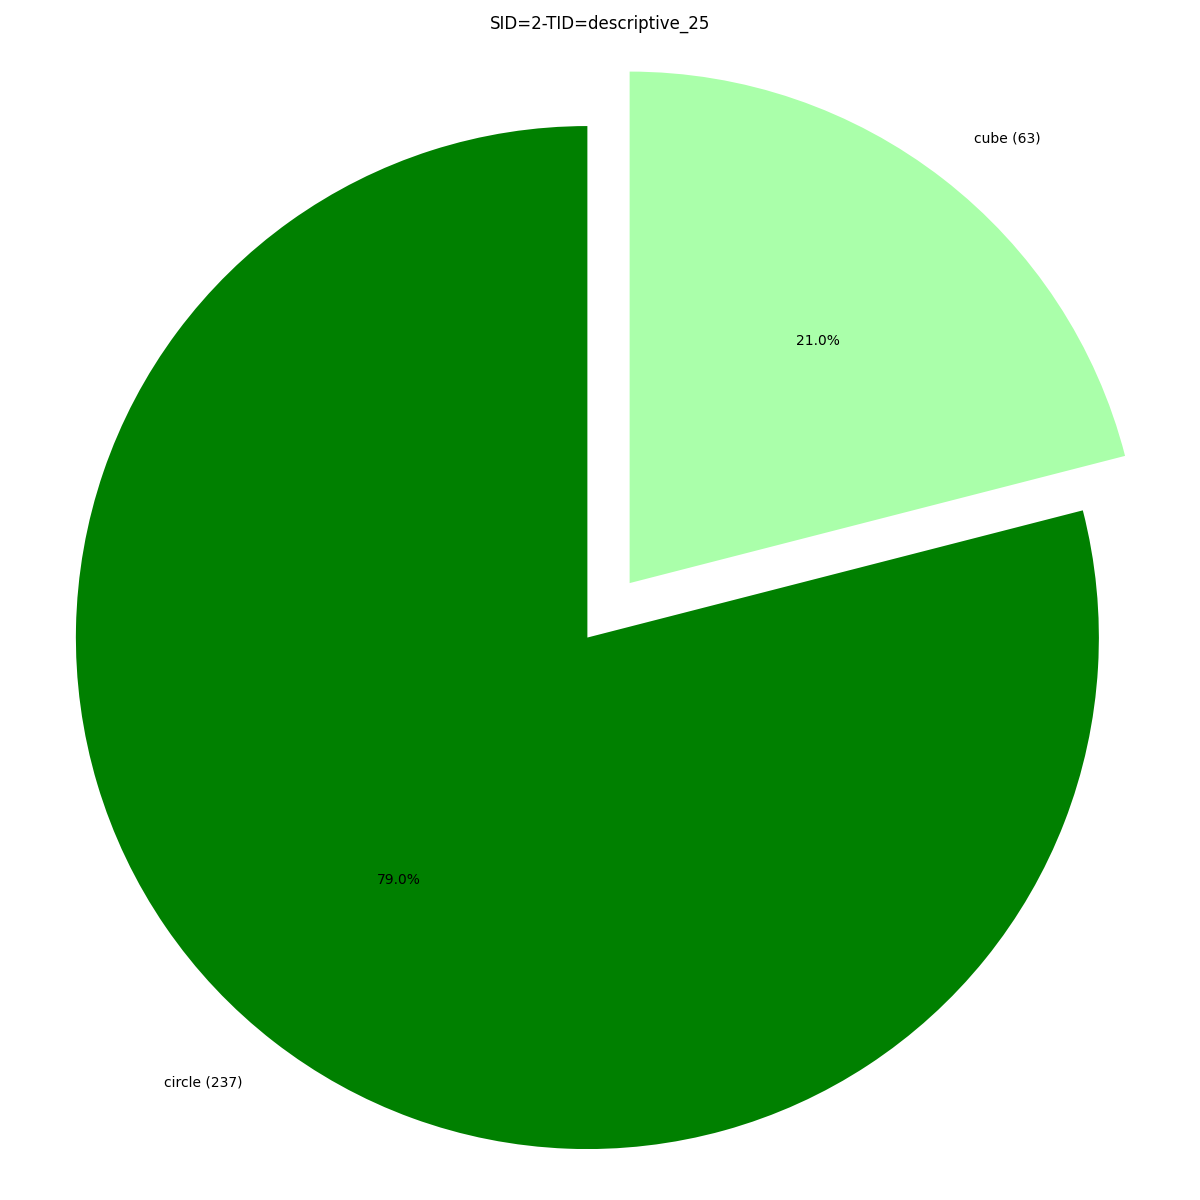 SID=2-TID=descriptive_25
cube (63)
21.0%
79.0%
circle (237)